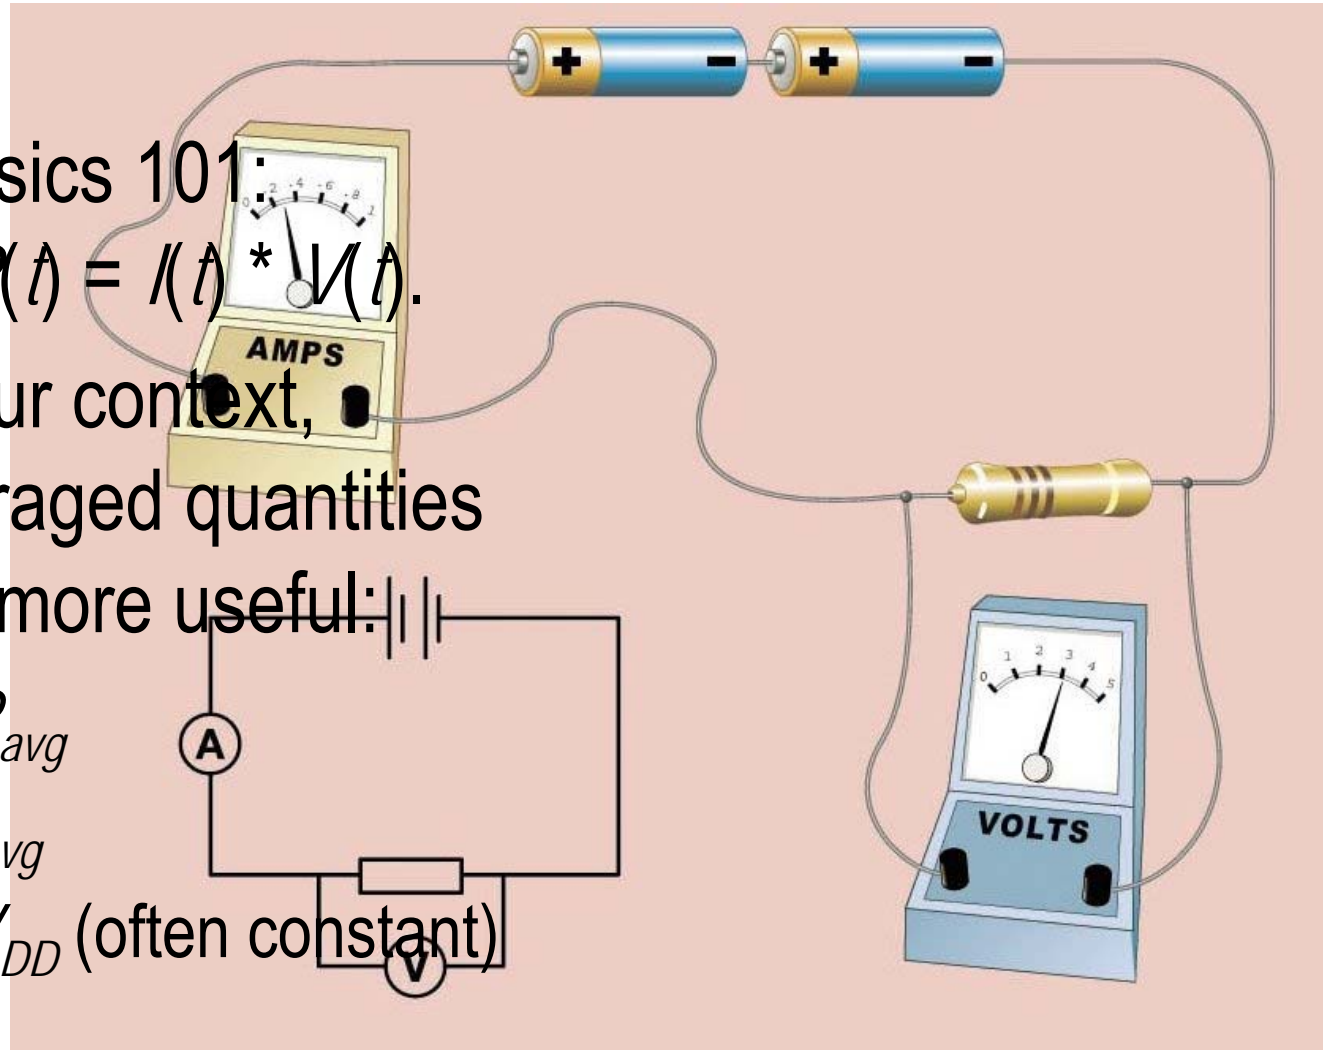 sics 101:
(t) = I(t) * V(t).
ur context,
raged quantities
more useful:
avg
vg
DD (often constant)
+ - + -
0 .2 .4 .6 .8 1
AMPS
0 1 2 3 4 5
VOLTS
A
V